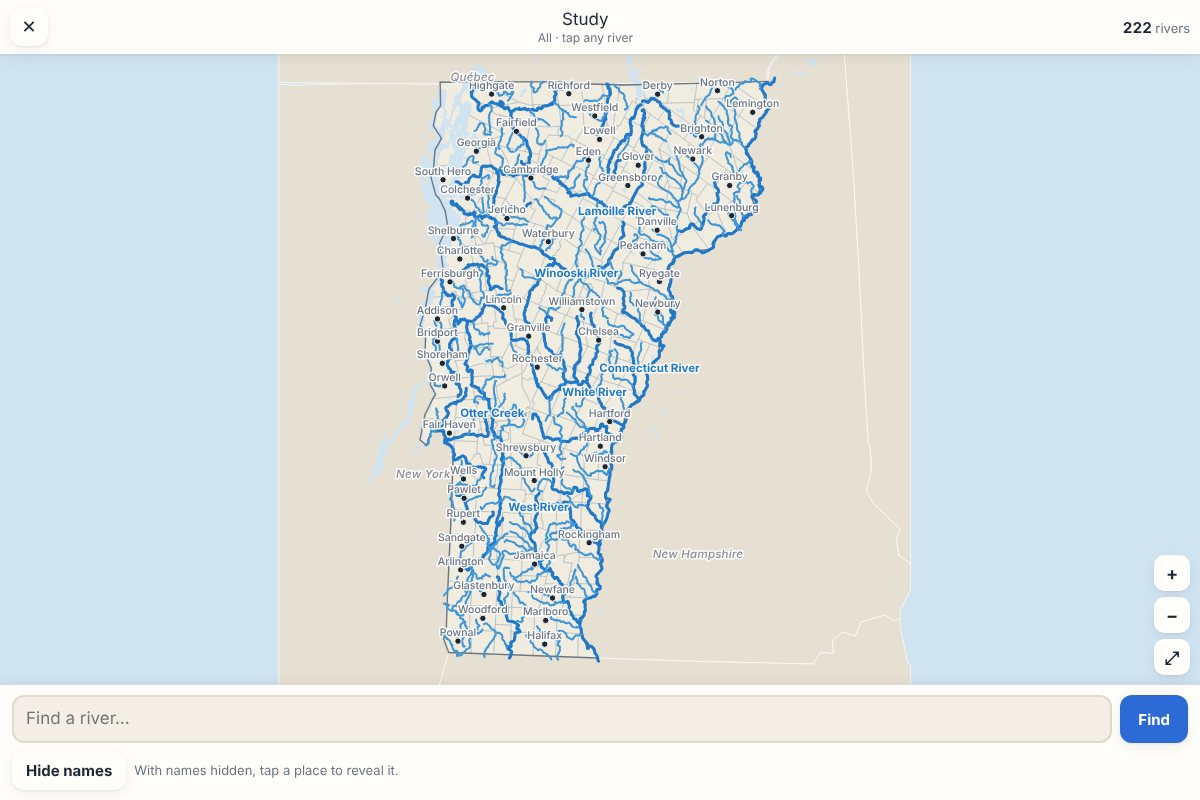 ✕
Study
All · tap any river
222 rivers
Québec
Highgate
Richford
Derby
Norton
Lemington
Westfield
Fairfield
Lowell
Brighton
Georgia
Eden
Glover
Newark
South Hero
Cambridge
Greensboro
Granby
Colchester
Jericho
Lamoille River
Lunenburg
Danville
Shelburne
Waterbury
Charlotte
Peacham
Ferrisburgh
Winooski River
Ryegate
Lincoln
Williamstown
Newbury
Addison
Bridport
Granville
Chelsea
Shoreham
Rochester
Connecticut River
Orwell
White River
Otter Creek
Hartford
Fair Haven
Hartland
Shrewsbury
Windsor
New York
Wells
Mount Holly
Pawlet
West River
Rupert
Sandgate
Rockingham
New Hampshire
Arlington
Jamaica
Glastenbury
Newfane
Woodford
Marlboro
Pownal
Halifax
+
−
Find a river...
Find
Hide names
With names hidden, tap a place to reveal it.